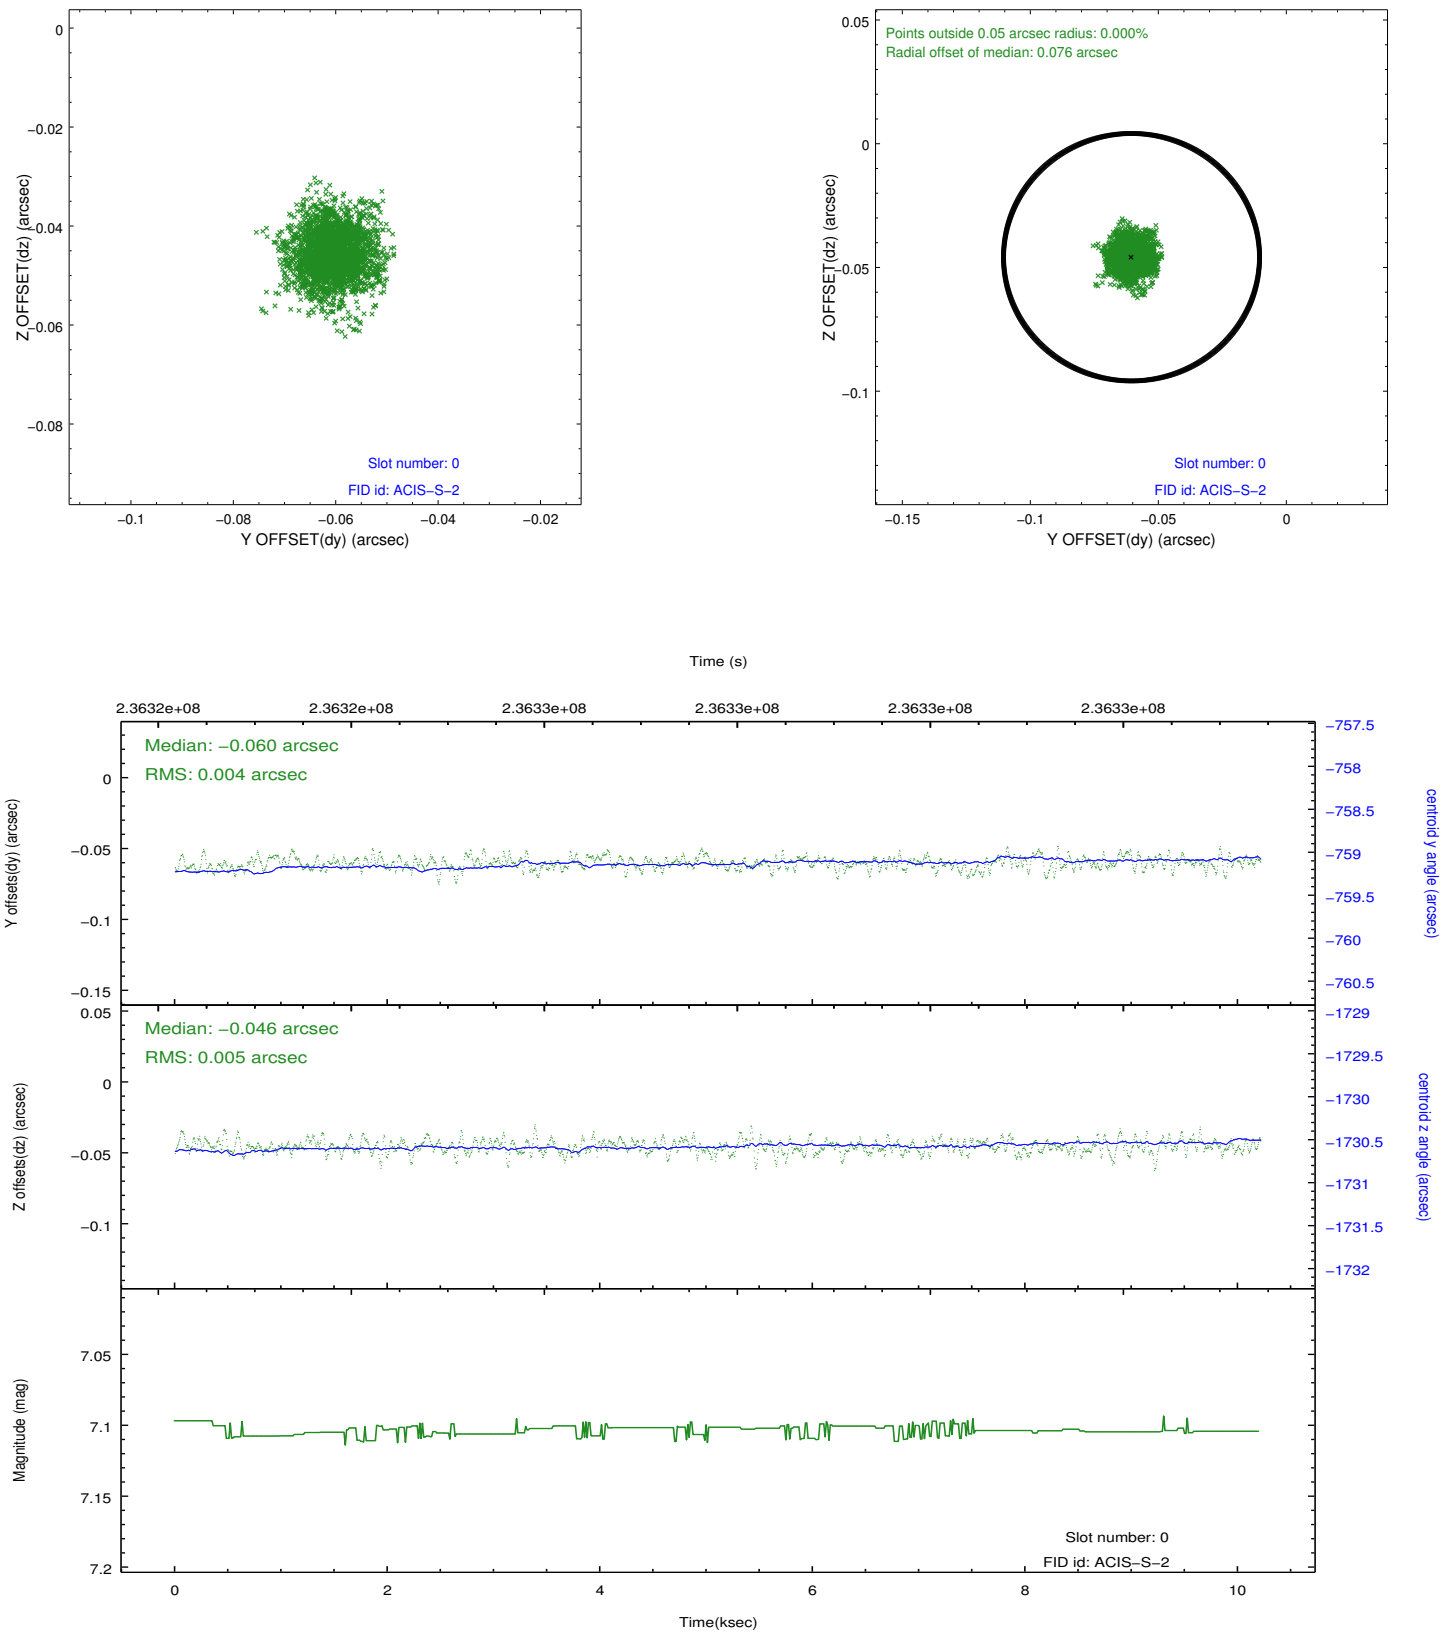 0
−0.02
−0.04
−0.06
−0.08
Z OFFSET(dz) (arcsec)
Slot number: 0
FID id: ACIS−S−2
−0.1
−0.08
−0.06
−0.04
−0.02
Y OFFSET(dy) (arcsec)
0.05
0
−0.05
−0.1
Z OFFSET(dz) (arcsec)
Points outside 0.05 arcsec radius: 0.000%
Radial offset of median: 0.076 arcsec
Slot number: 0
FID id: ACIS−S−2
−0.15
−0.1
−0.05
0
Y OFFSET(dy) (arcsec)
Time (s)
2.3632e+08
2.3632e+08
2.3633e+08
2.3633e+08
2.3633e+08
2.3633e+08
Median: −0.060 arcsec
RMS: 0.004 arcsec
0
−0.05
−0.1
−0.15
Y offsets(dy) (arcsec)
−757.5
−758
−758.5
−759
−759.5
−760
−760.5
centroid y angle (arcsec)
Median: −0.046 arcsec
RMS: 0.005 arcsec
0.05
0
−0.05
−0.1
Z offsets(dz) (arcsec)
−1729
−1729.5
−1730
−1730.5
−1731
−1731.5
−1732
centroid z angle (arcsec)
7.05
7.1
7.15
7.2
Magnitude (mag)
Slot number: 0
FID id: ACIS−S−2
0
2
4
6
8
10
Time(ksec)